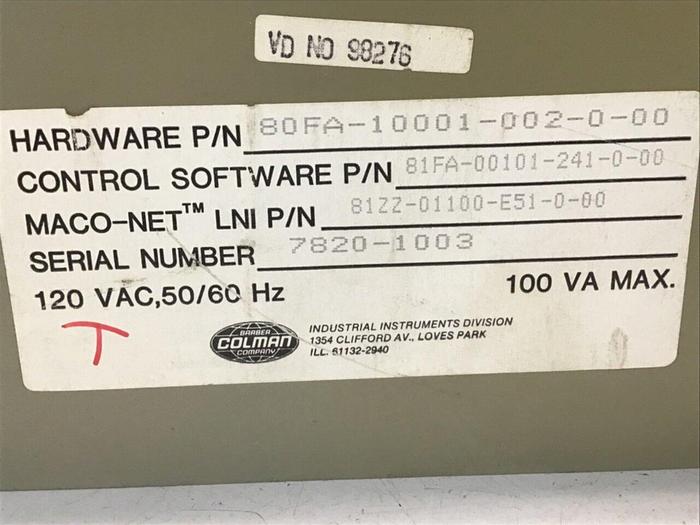 VD NO 98276
HARDWARE P/N 80FA-10001-002-0-00
CONTROL SOFTWARE P/N 81FA-00101-241-0-00
MACO-NET™ LNI P/N 81ZZ-01100-E51-0-00
SERIAL NUMBER 7820-1003
120 VAC,50/60 Hz 100 VA MAX.
T
BARBER
COLMAN
COMPANY
INDUSTRIAL INSTRUMENTS DIVISION
1354 CLIFFORD AV., LOVES PARK
ILL. 61132-2940